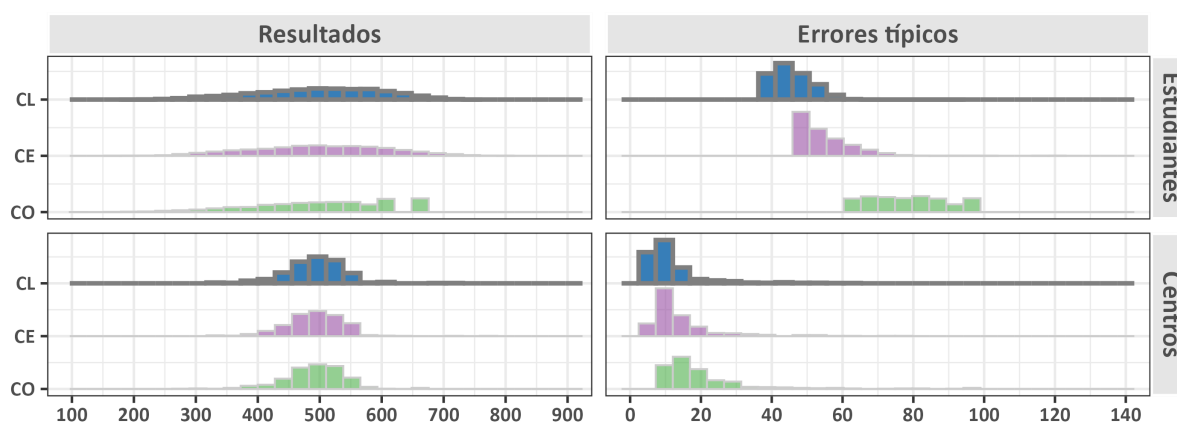 Resultados
Errores típicos
CL
CE
CO
Estudiantes
CL
CE
CO
Centros
100 200 300 400 500 600 700 800 900
0 20 40 60 80 100 120 140